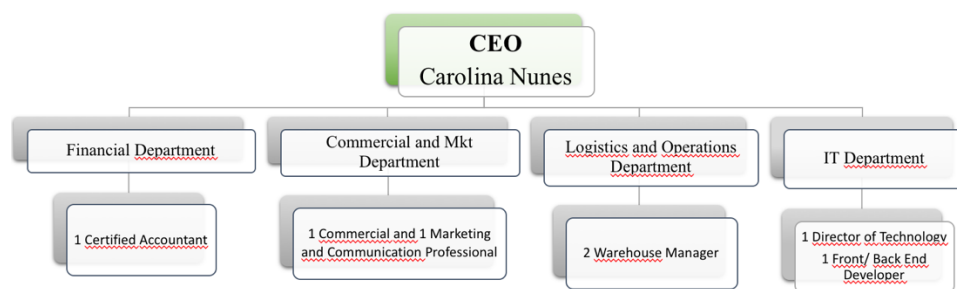 CEO
Carolina Nunes
Financial Department
Commercial and Mkt
Department
Logistics and Operations
Department
IT Department
1 Certified Accountant
1 Commercial and 1 Marketing
and Communication Professional
2 Warehouse Manager
1 Director of Technology
1 Front/ Back End
Developer